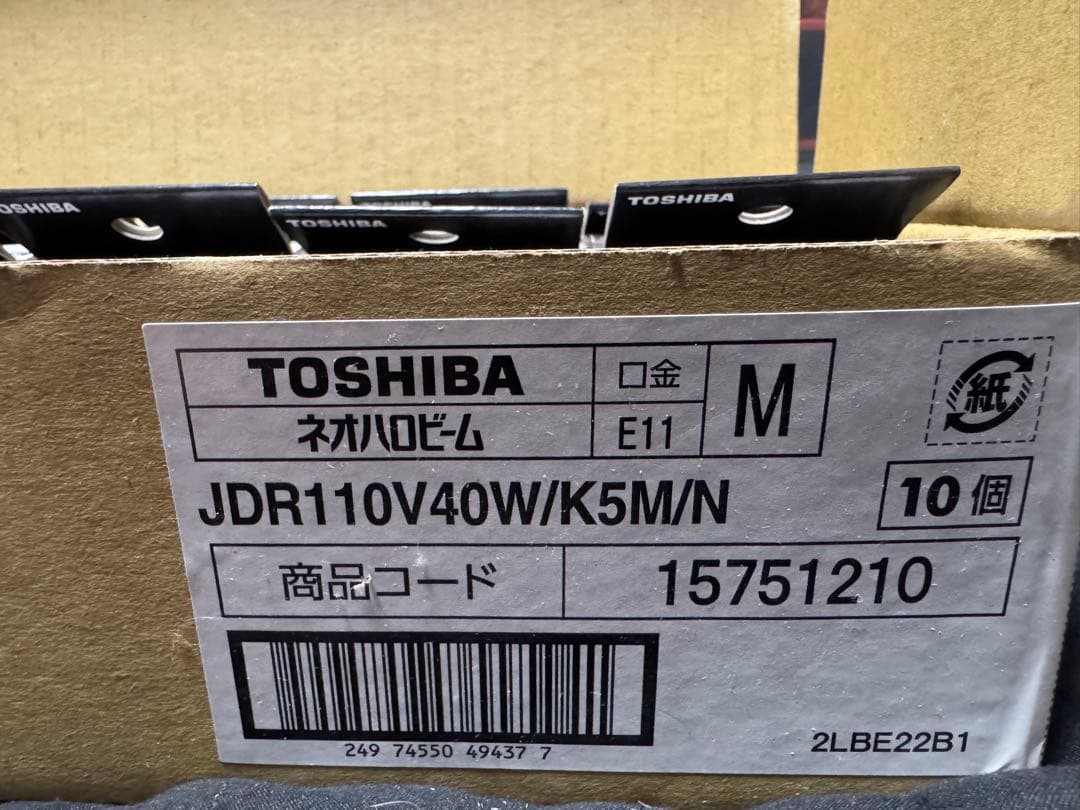 TOSHIBA
TOSHIBA
TOSHIBA
TOSHIBA
ネオハロビーム
口金
E11
M
紙
JDR110V40W/K5M/N
10個
商品コード
15751210
249 74550 49437 7
2LBE22B1